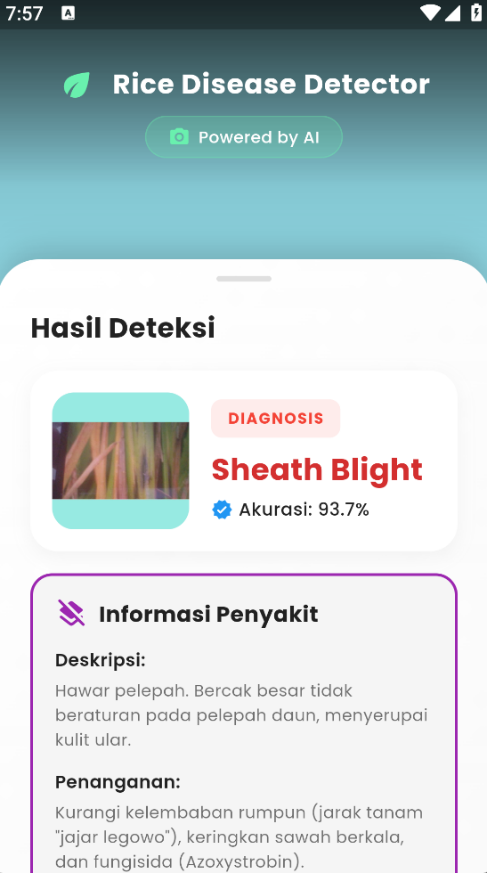 7:57
A
Rice Disease Detector
Powered by AI
Hasil Deteksi
DIAGNOSIS
Sheath Blight
Akurasi: 93.7%
Informasi Penyakit
Deskripsi:
Hawar pelepah. Bercak besar tidak
beraturan pada pelepah daun, menyerupai
kulit ular.
Penanganan:
Kurangi kelembaban rumpun (jarak tanam
"jajar legowo"), keringkan sawah berkala,
dan fungisida (Azoxystrobin).